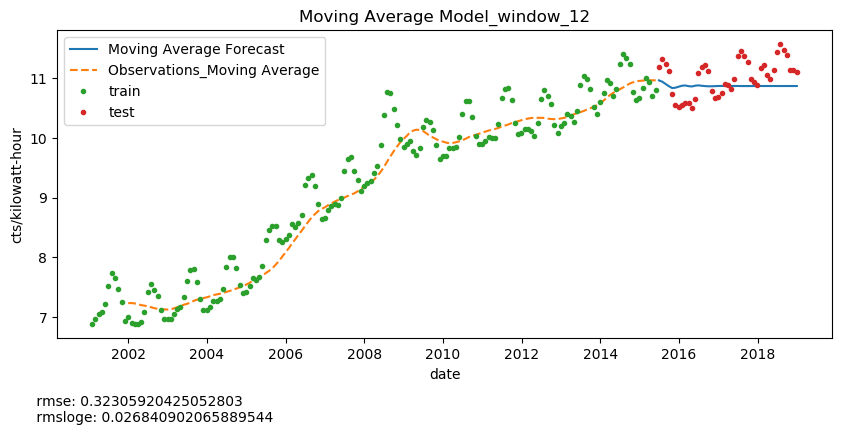 Moving Average Model_window_12
Moving Average Forecast
Observations_Moving Average
train
test
cts/kilowatt-hour
11
10
9
8
7
2002 2004 2006 2008 2010 2012 2014 2016 2018
date
rmse: 0.32305920425052803
rmsloge: 0.026840902065889544